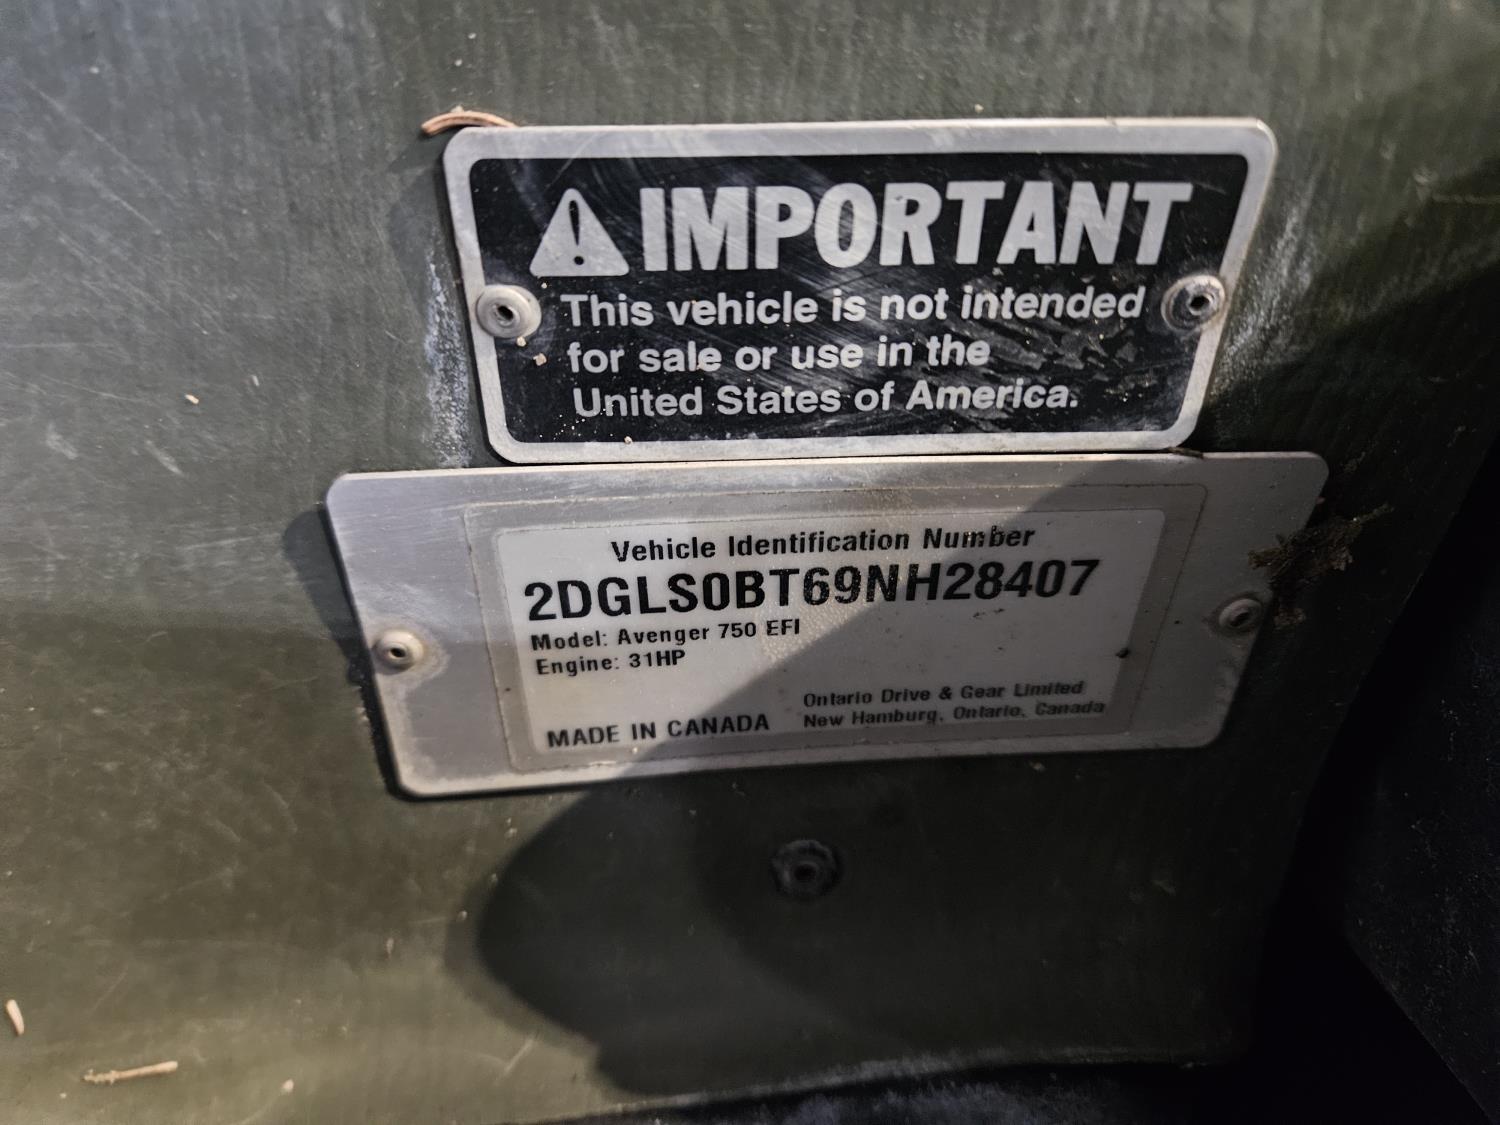 IMPORTANT
This vehicle is not intended
for sale or use in the
United States of America.
Vehicle Identification Number
2DGLS0BT69NH28407
Model: Avenger 750 EFI
Engine: 31HP
MADE IN CANADA
Ontario Drive & Gear Limited
New Hamburg, Ontario, Canada